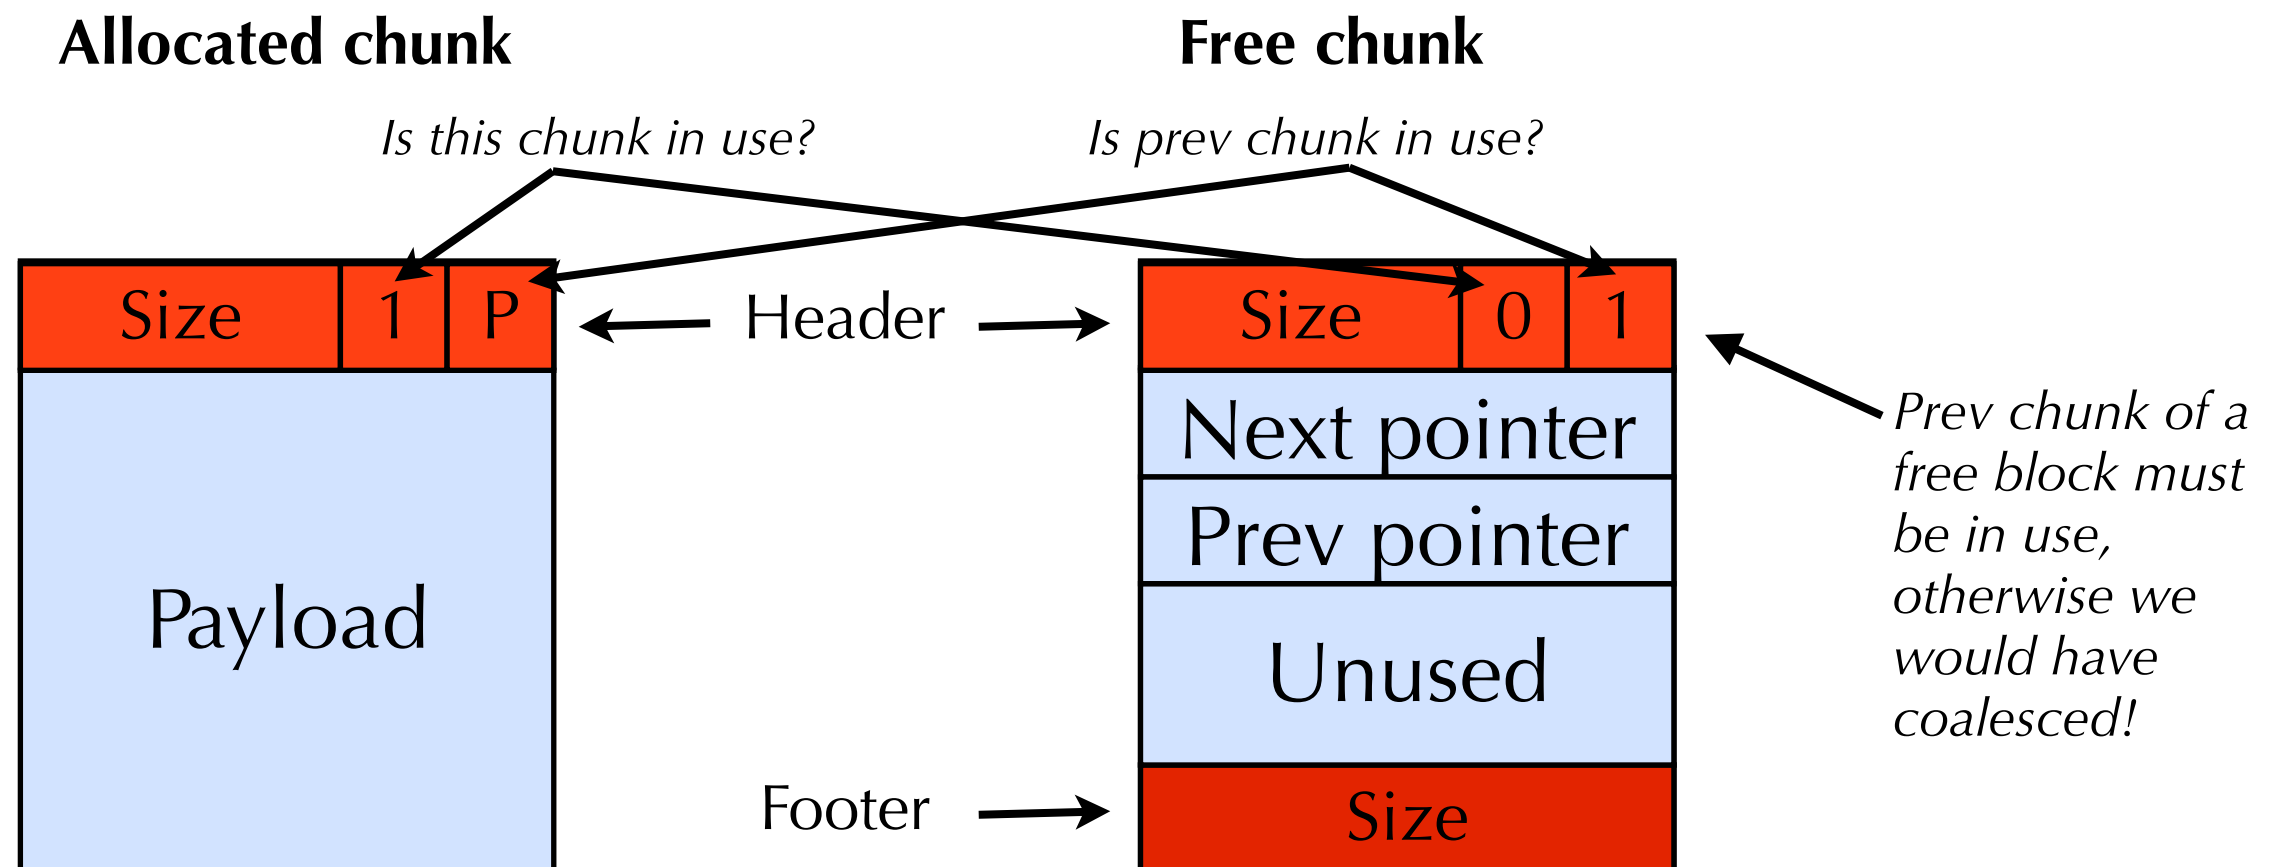 Allocated chunk
Free chunk
Is this chunk in use?
Is prev chunk in use?
Size 1 P
Header
Size 0 1
Payload
Next pointer
Prev pointer
Unused
Footer
Size
Prev chunk of a
free block must
be in use,
otherwise we
would have
coalesced!